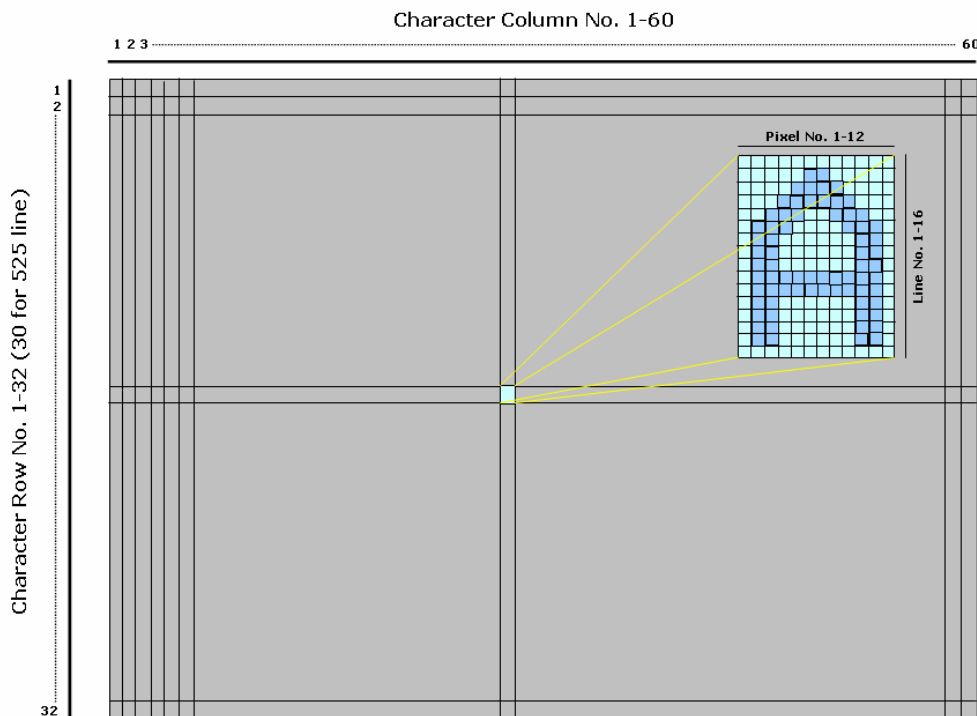 Character Column No. 1-60
1 2 3 60
1
2
Pixel No. 1-12
Line No. 1-16
Character Row No. 1-32 (30 for 525 line)
32